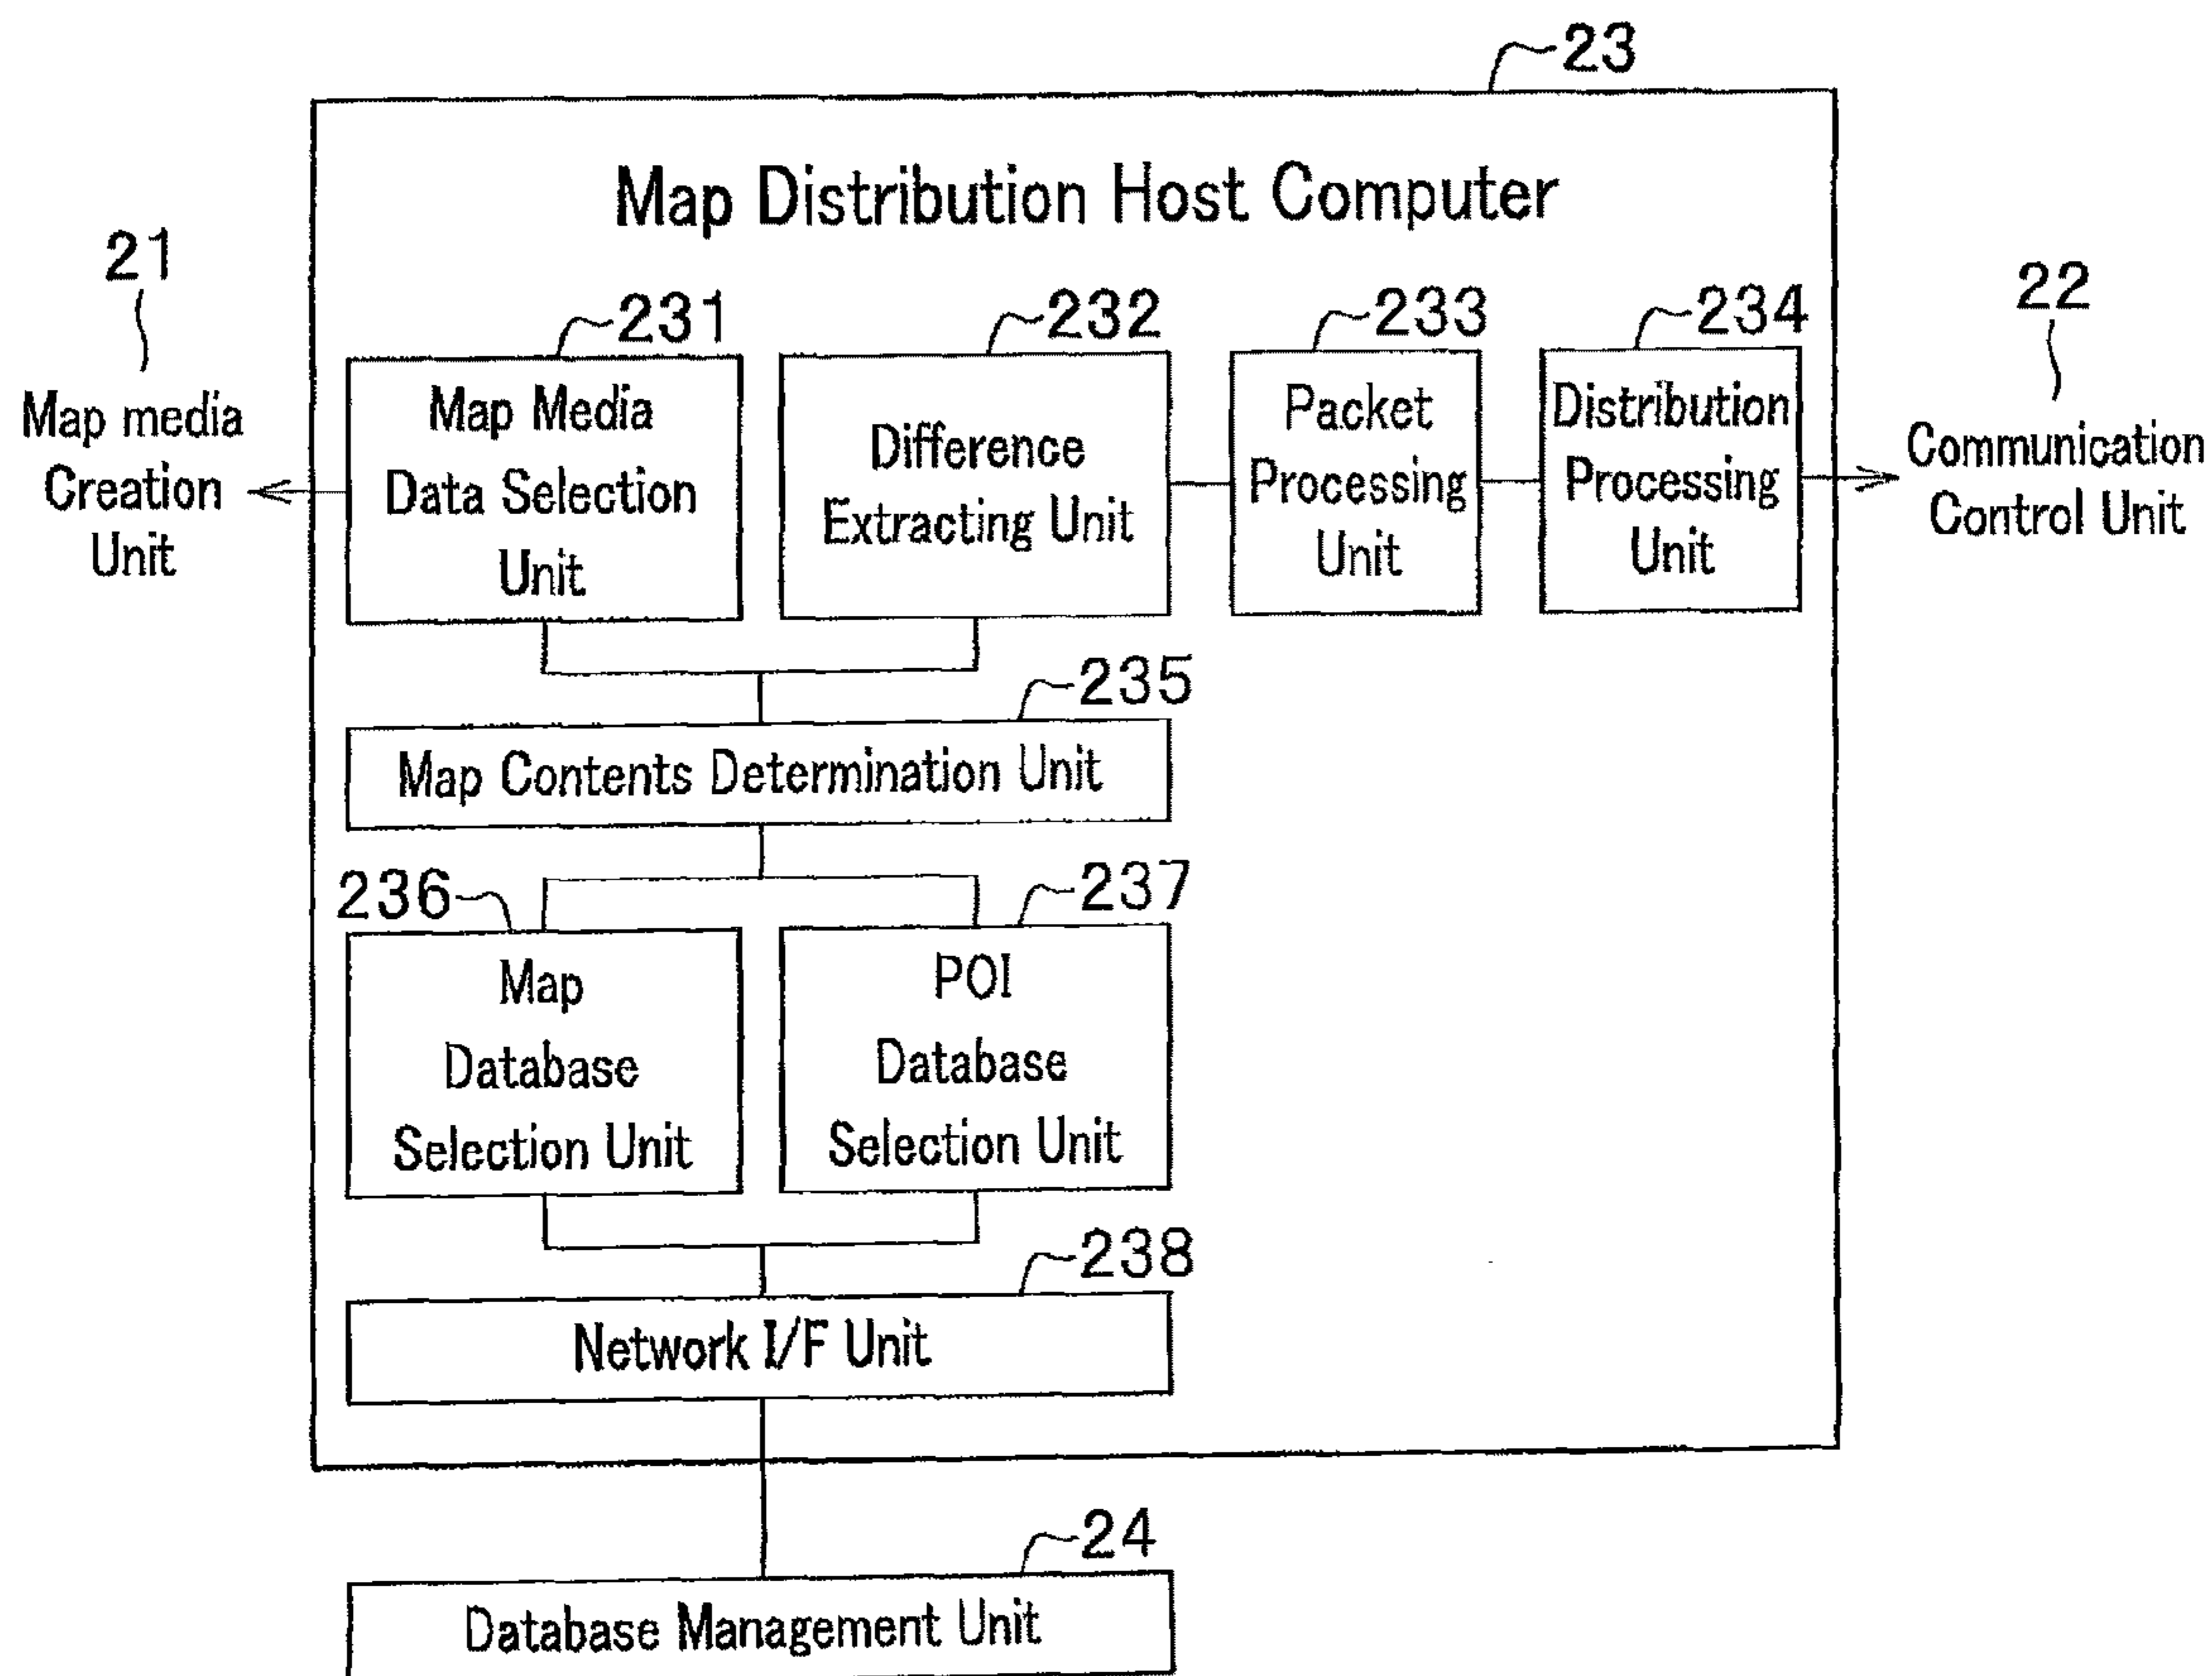 23
Map Distribution Host Computer
21
Map media
Creation
Unit
231
Map Media
Data Selection
Unit
232
Difference
Extracting Unit
233
Packet
Processing
Unit
234
Distribution
Processing
Unit
22
Communication
Control Unit
235
Map Contents Determination Unit
236
Map
Database
Selection Unit
237
POI
Database
Selection Unit
238
Network I/F Unit
24
Database Management Unit